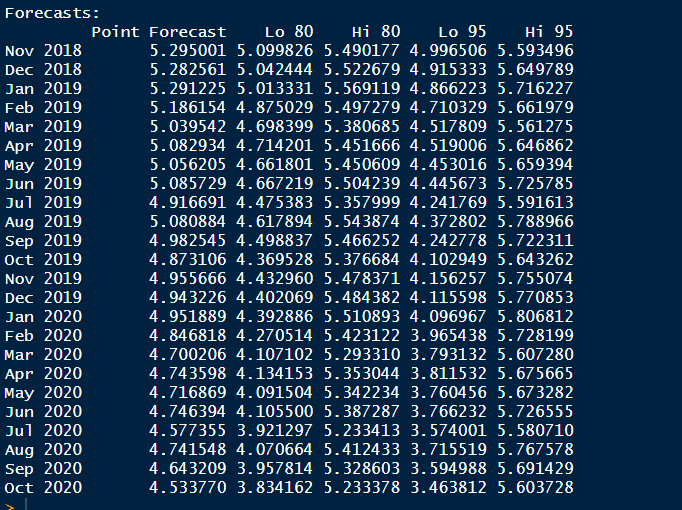 Forecasts:
         Point Forecast    Lo 80    Hi 80    Lo 95    Hi 95
Nov 2018       5.295001 5.099826 5.490177 4.996506 5.593496
Dec 2018       5.282561 5.042444 5.522679 4.915333 5.649789
Jan 2019       5.291225 5.013331 5.569119 4.866223 5.716227
Feb 2019       5.186154 4.875029 5.497279 4.710329 5.661979
Mar 2019       5.039542 4.698399 5.380685 4.517809 5.561275
Apr 2019       5.082934 4.714201 5.451666 4.519006 5.646862
May 2019       5.056205 4.661801 5.450609 4.453016 5.659394
Jun 2019       5.085729 4.667219 5.504239 4.445673 5.725785
Jul 2019       4.916691 4.475383 5.357999 4.241769 5.591613
Aug 2019       5.080884 4.617894 5.543874 4.372802 5.788966
Sep 2019       4.982545 4.498837 5.466252 4.242778 5.722311
Oct 2019       4.873106 4.369528 5.376684 4.102949 5.643262
Nov 2019       4.955666 4.432960 5.478371 4.156257 5.755074
Dec 2019       4.943226 4.402069 5.484382 4.115598 5.770853
Jan 2020       4.951889 4.392886 5.510893 4.096967 5.806812
Feb 2020       4.846818 4.270514 5.423122 3.965438 5.728199
Mar 2020       4.700206 4.107102 5.293310 3.793132 5.607280
Apr 2020       4.743598 4.134153 5.353044 3.811532 5.675665
May 2020       4.716869 4.091504 5.342234 3.760456 5.673282
Jun 2020       4.746394 4.105500 5.387287 3.766232 5.726555
Jul 2020       4.577355 3.921297 5.233413 3.574001 5.580710
Aug 2020       4.741548 4.070664 5.412433 3.715519 5.767578
Sep 2020       4.643209 3.957814 5.328603 3.594988 5.691429
Oct 2020       4.533770 3.834162 5.233378 3.463812 5.603728
>